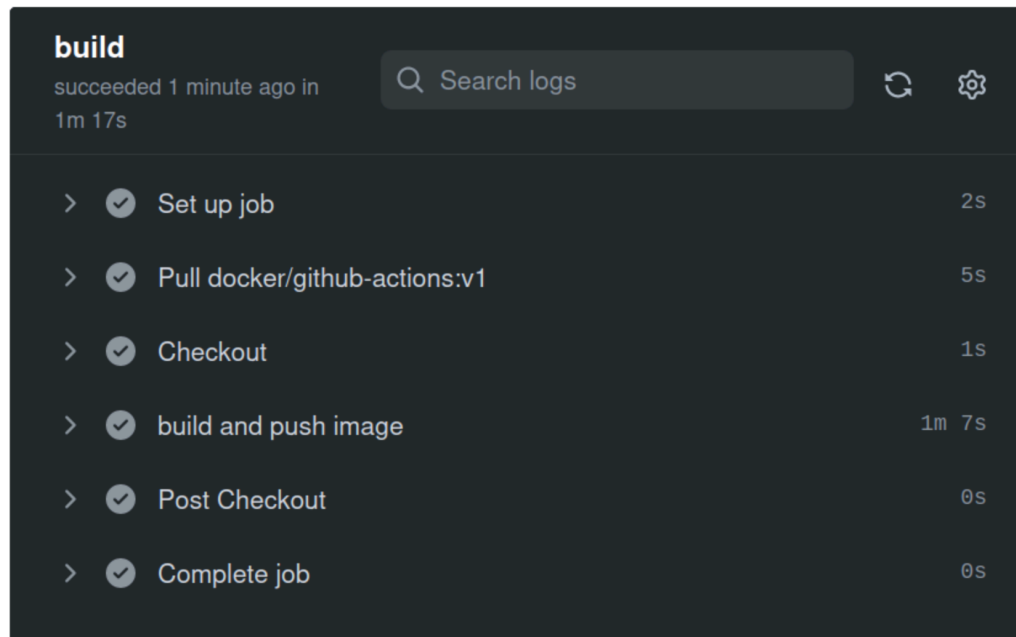 build
succeeded 1 minute ago in
1m 17s
Search logs
Set up job 2s
Pull docker/github-actions:v1 5s
Checkout 1s
build and push image 1m 7s
Post Checkout 0s
Complete job 0s